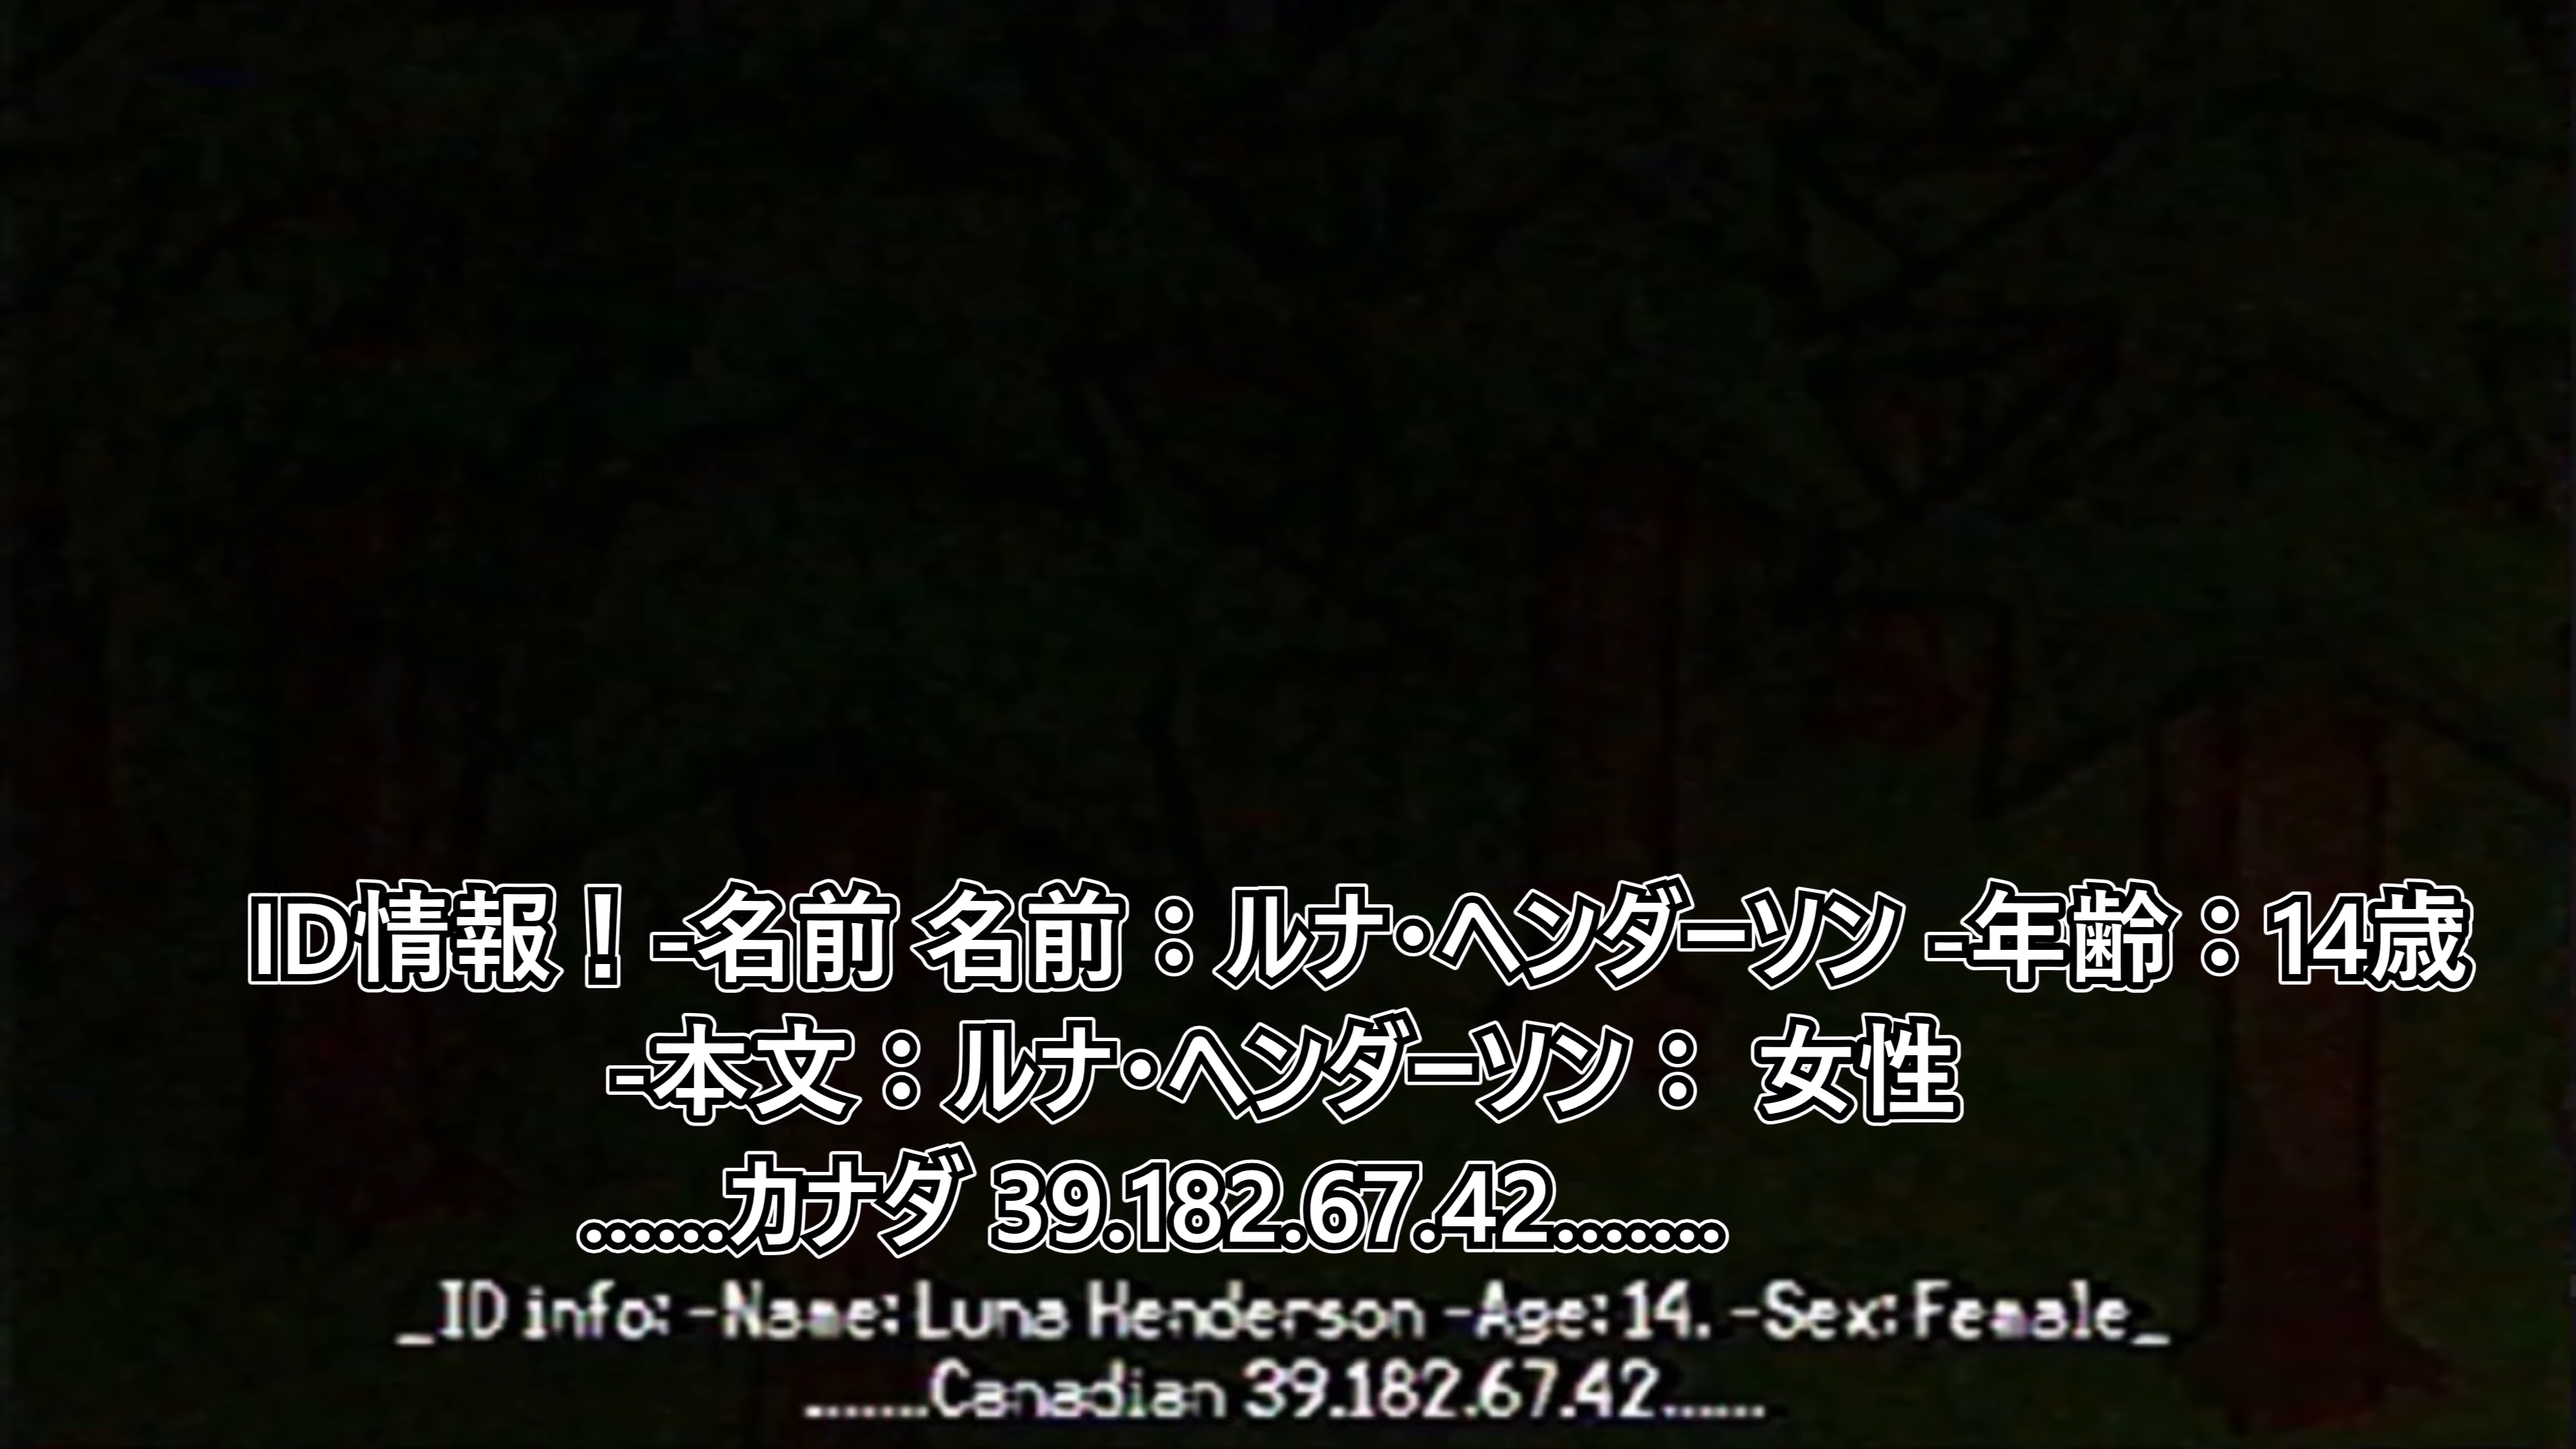 ID情報！-名前 名前：ルナ・ヘンダーソン -年齢：14歳
-本文：ルナ・ヘンダーソン： 女性
......カナダ 39.182.67.42.......
_ID info: -Name: Luna Henderson -Age: 14. -Sex: Female_
.......Canadian 39.182.67.42......